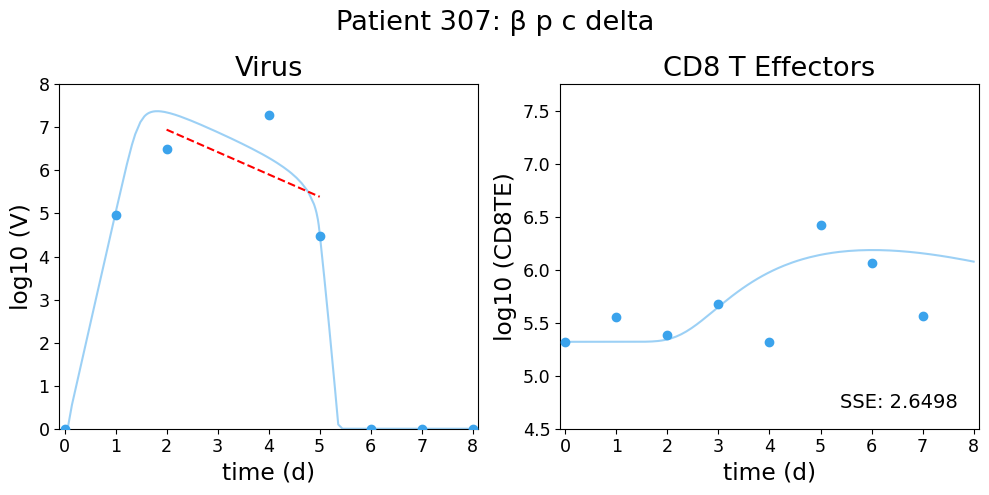 Patient 307: β p c delta
Virus
log10 (V)
8
7
6
5
4
3
2
1
0
0 1 2 3 4 5 6 7 8
time (d)
CD8 T Effectors
log10 (CD8TE)
7.5
7.0
6.5
6.0
5.5
5.0
4.5
SSE: 2.6498
0 1 2 3 4 5 6 7 8
time (d)